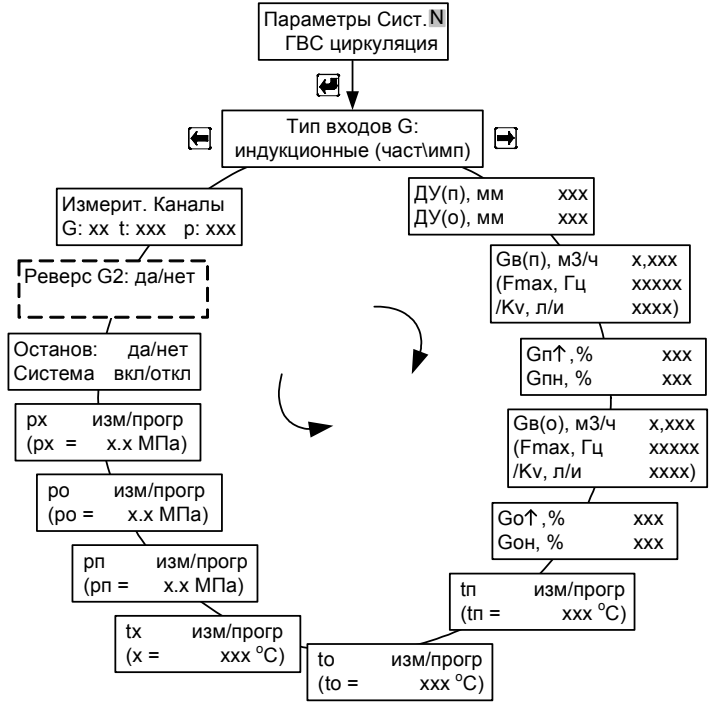 Параметры Сист. N
ГВС циркуляция
Тип входов G:
индукционные (част\имп)
ДУ(п), мм xxx
ДУ(о), мм xxx
Gв(п), м3/ч x,xxx
(Fmax, Гц xxxxx
/Kv, л/и xxxx)
Gп↑,% xxx
Gпн, % xxx
Gв(о), м3/ч x,xxx
(Fmax, Гц xxxxx
/Kv, л/и xxxx)
Go↑,% xxx
Gон, % xxx
tп изм/прогр
(tп = xxx °C)
to изм/прогр
(to = xxx °C)
tx изм/прогр
(x = xxx °C)
рп изм/прогр
(рп = x.x МПа)
ро изм/прогр
(ро = x.x МПа)
рх изм/прогр
(рх = x.x МПа)
Останов: да/нет
Система вкл/откл
Реверс G2: да/нет
Измерит. Каналы
G: xx t: xxx p: xxx